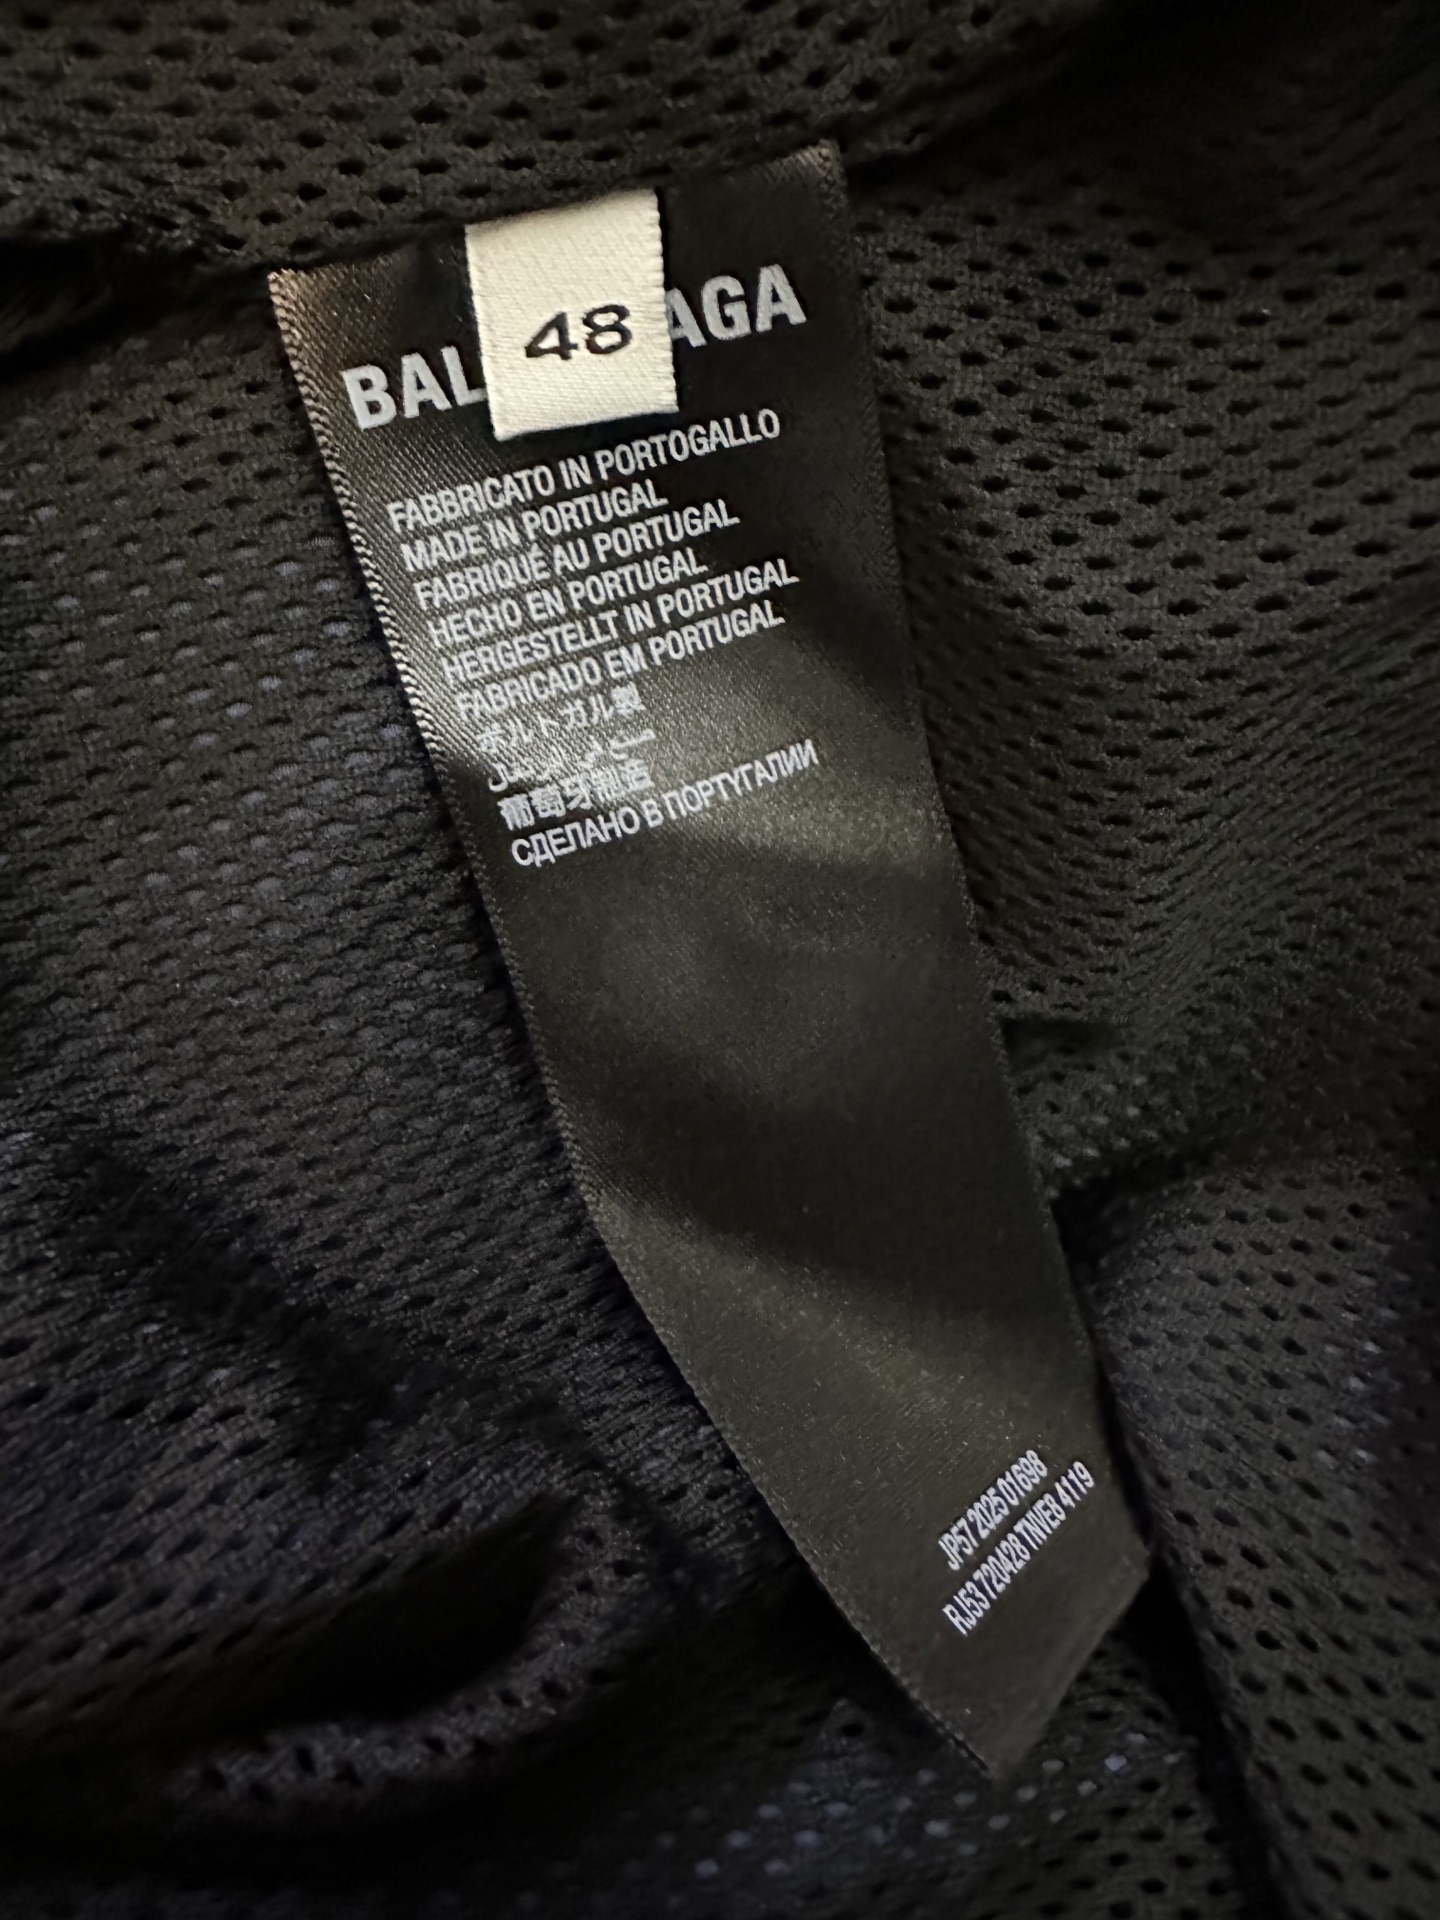 48
BAL AGA
FABBRICATO IN PORTOGALLO
MADE IN PORTUGAL
FABRIQUÉ AU PORTUGAL
HECHO EN PORTUGAL
HERGESTELLT IN PORTUGAL
FABRICADO EM PORTUGAL
ポルトガル製
葡萄牙制造
СДЕЛАНО В ПОРТУГАЛИИ
JP57 2025 01698
RJ53 720428 TNVE8 4119